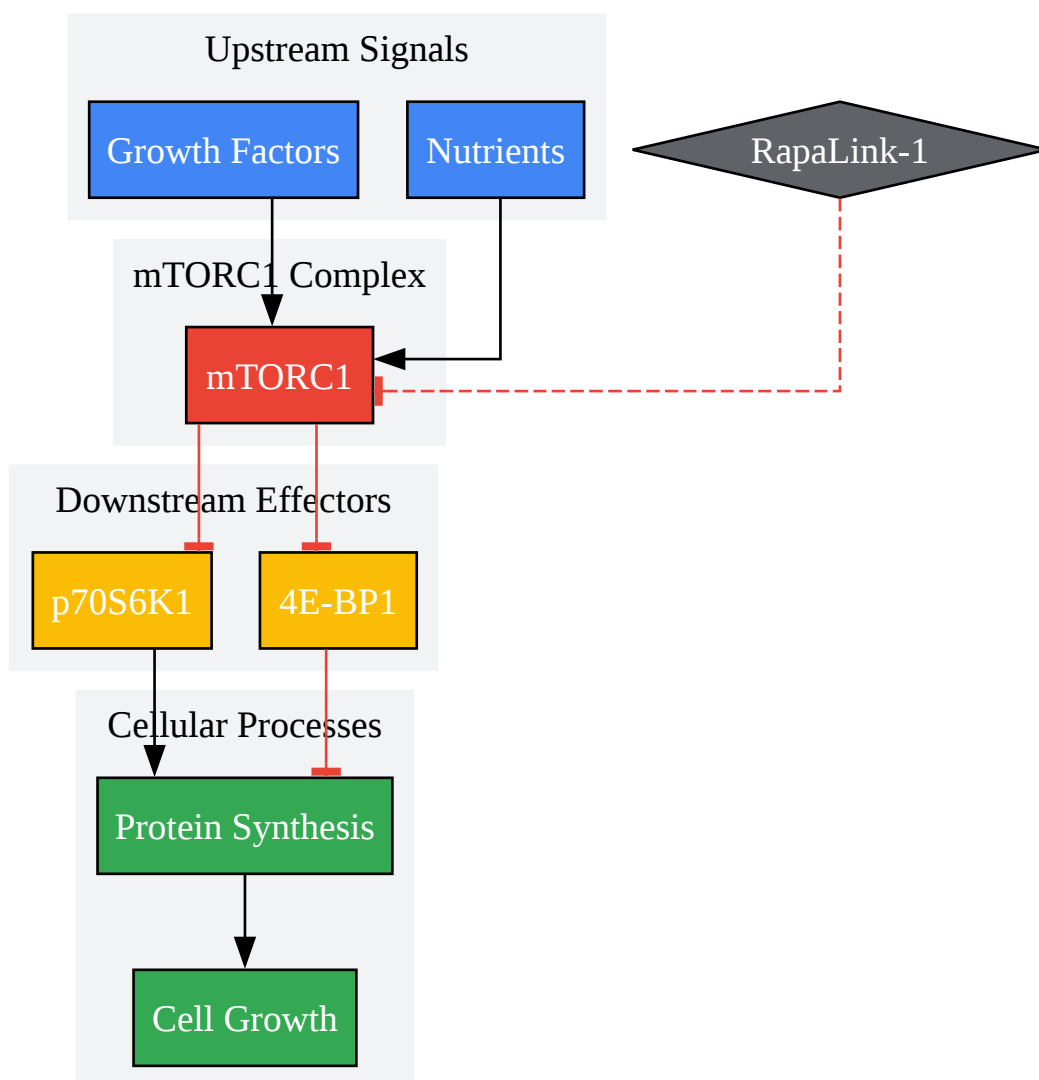 Upstream Signals
Growth Factors
Nutrients
RapaLink-1
mTORC1 Complex
mTORC1
Downstream Effectors
p70S6K1
4E-BP1
Cellular Processes
Protein Synthesis
Cell Growth